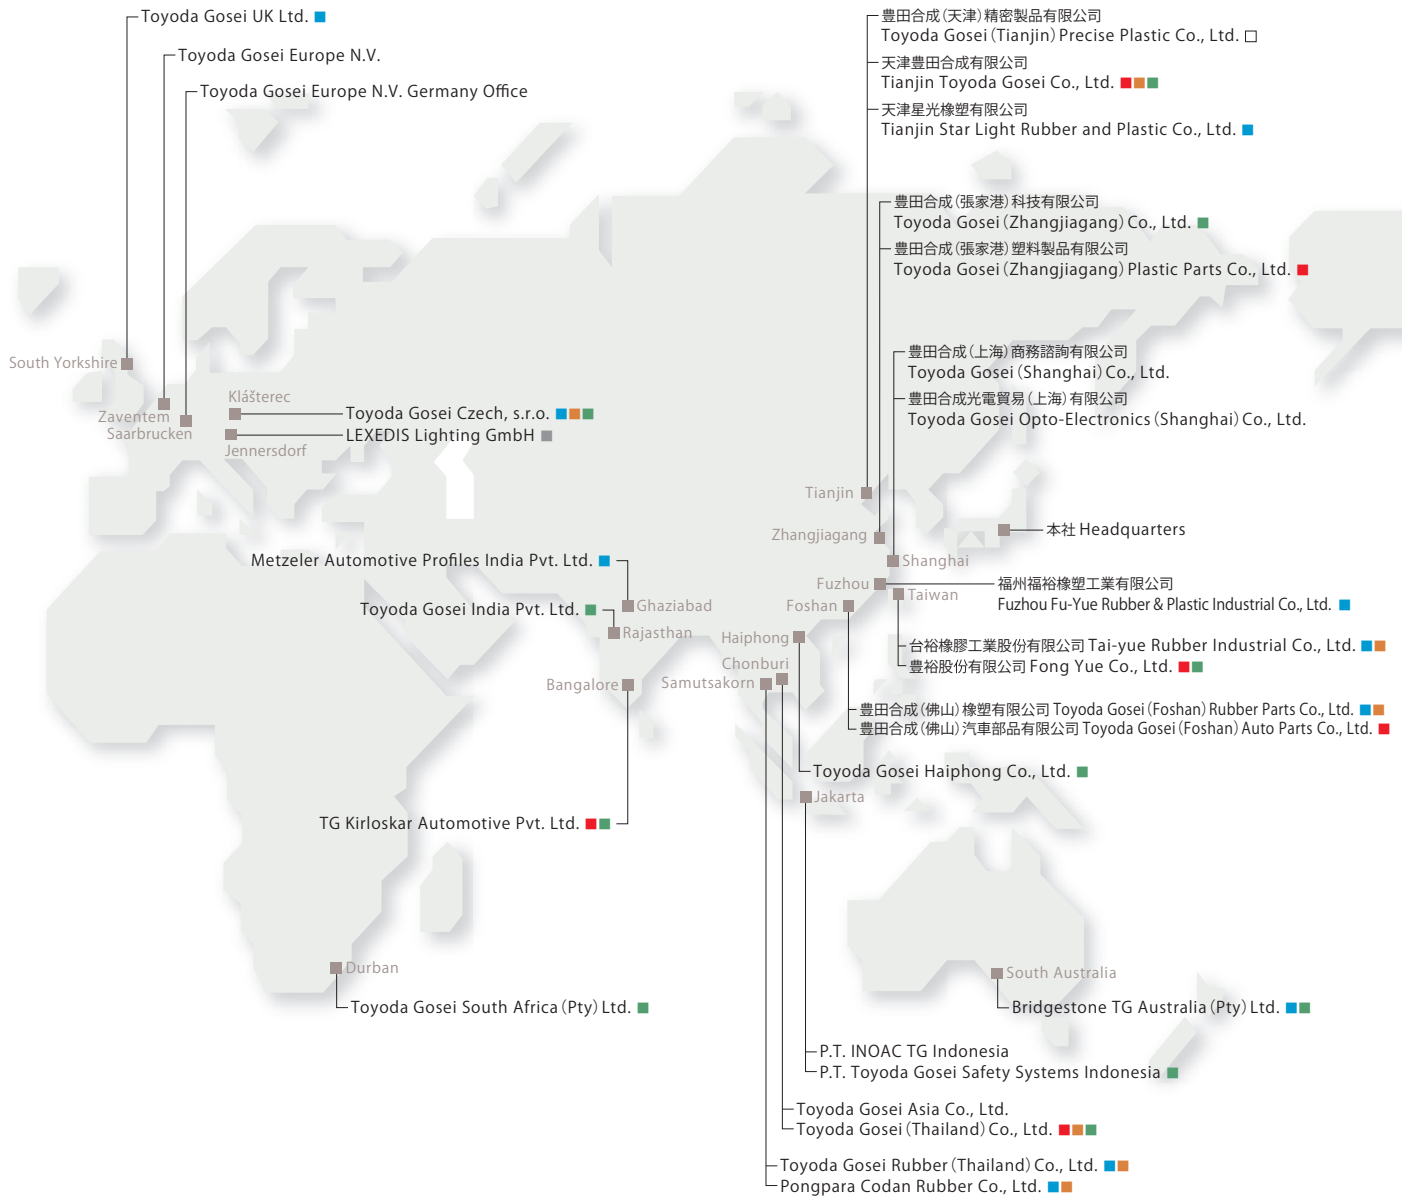 Toyoda Gosei UK Ltd.
Toyoda Gosei Europe N.V.
Toyoda Gosei Europe N.V. Germany Office
豊田合成(天津)精密製品有限公司
Toyoda Gosei (Tianjin) Precise Plastic Co., Ltd.
天津豊田合成有限公司
Tianjin Toyoda Gosei Co., Ltd.
天津星光橡塑有限公司
Tianjin Star Light Rubber and Plastic Co., Ltd.
豊田合成(張家港)科技有限公司
Toyoda Gosei (Zhangjiagang) Co., Ltd.
豊田合成(張家港)塑料製品有限公司
Toyoda Gosei (Zhangjiagang) Plastic Parts Co., Ltd.
豊田合成(上海)商務諮詢有限公司
Toyoda Gosei (Shanghai) Co., Ltd.
豊田合成光電貿易(上海)有限公司
Toyoda Gosei Opto-Electronics (Shanghai) Co., Ltd.
South Yorkshire
Zaventem
Saarbrucken
Klášterec
Toyoda Gosei Czech, s.r.o.
LEXEDIS Lighting GmbH
Jennersdorf
Tianjin
Zhangjiagang
本社 Headquarters
Shanghai
Metzeler Automotive Profiles India Pvt. Ltd.
Ghaziabad
Toyoda Gosei India Pvt. Ltd.
Rajasthan
Bangalore
Fuzhou
福州福裕橡塑工業有限公司
Fuzhou Fu-Yue Rubber & Plastic Industrial Co., Ltd.
Taiwan
Foshan
Haiphong
Chonburi
Samutsakorn
台裕橡膠工業股份有限公司 Tai-yue Rubber Industrial Co., Ltd.
豊裕股份有限公司 Fong Yue Co., Ltd.
豊田合成(佛山)橡塑有限公司 Toyoda Gosei (Foshan) Rubber Parts Co., Ltd.
豊田合成(佛山)汽車部品有限公司 Toyoda Gosei (Foshan) Auto Parts Co., Ltd.
Toyoda Gosei Haiphong Co., Ltd.
Jakarta
TG Kirloskar Automotive Pvt. Ltd.
Durban
Toyoda Gosei South Africa (Pty) Ltd.
South Australia
Bridgestone TG Australia (Pty) Ltd.
P.T. INOAC TG Indonesia
P.T. Toyoda Gosei Safety Systems Indonesia
Toyoda Gosei Asia Co., Ltd.
Toyoda Gosei (Thailand) Co., Ltd.
Toyoda Gosei Rubber (Thailand) Co., Ltd.
Pongpara Codan Rubber Co., Ltd.